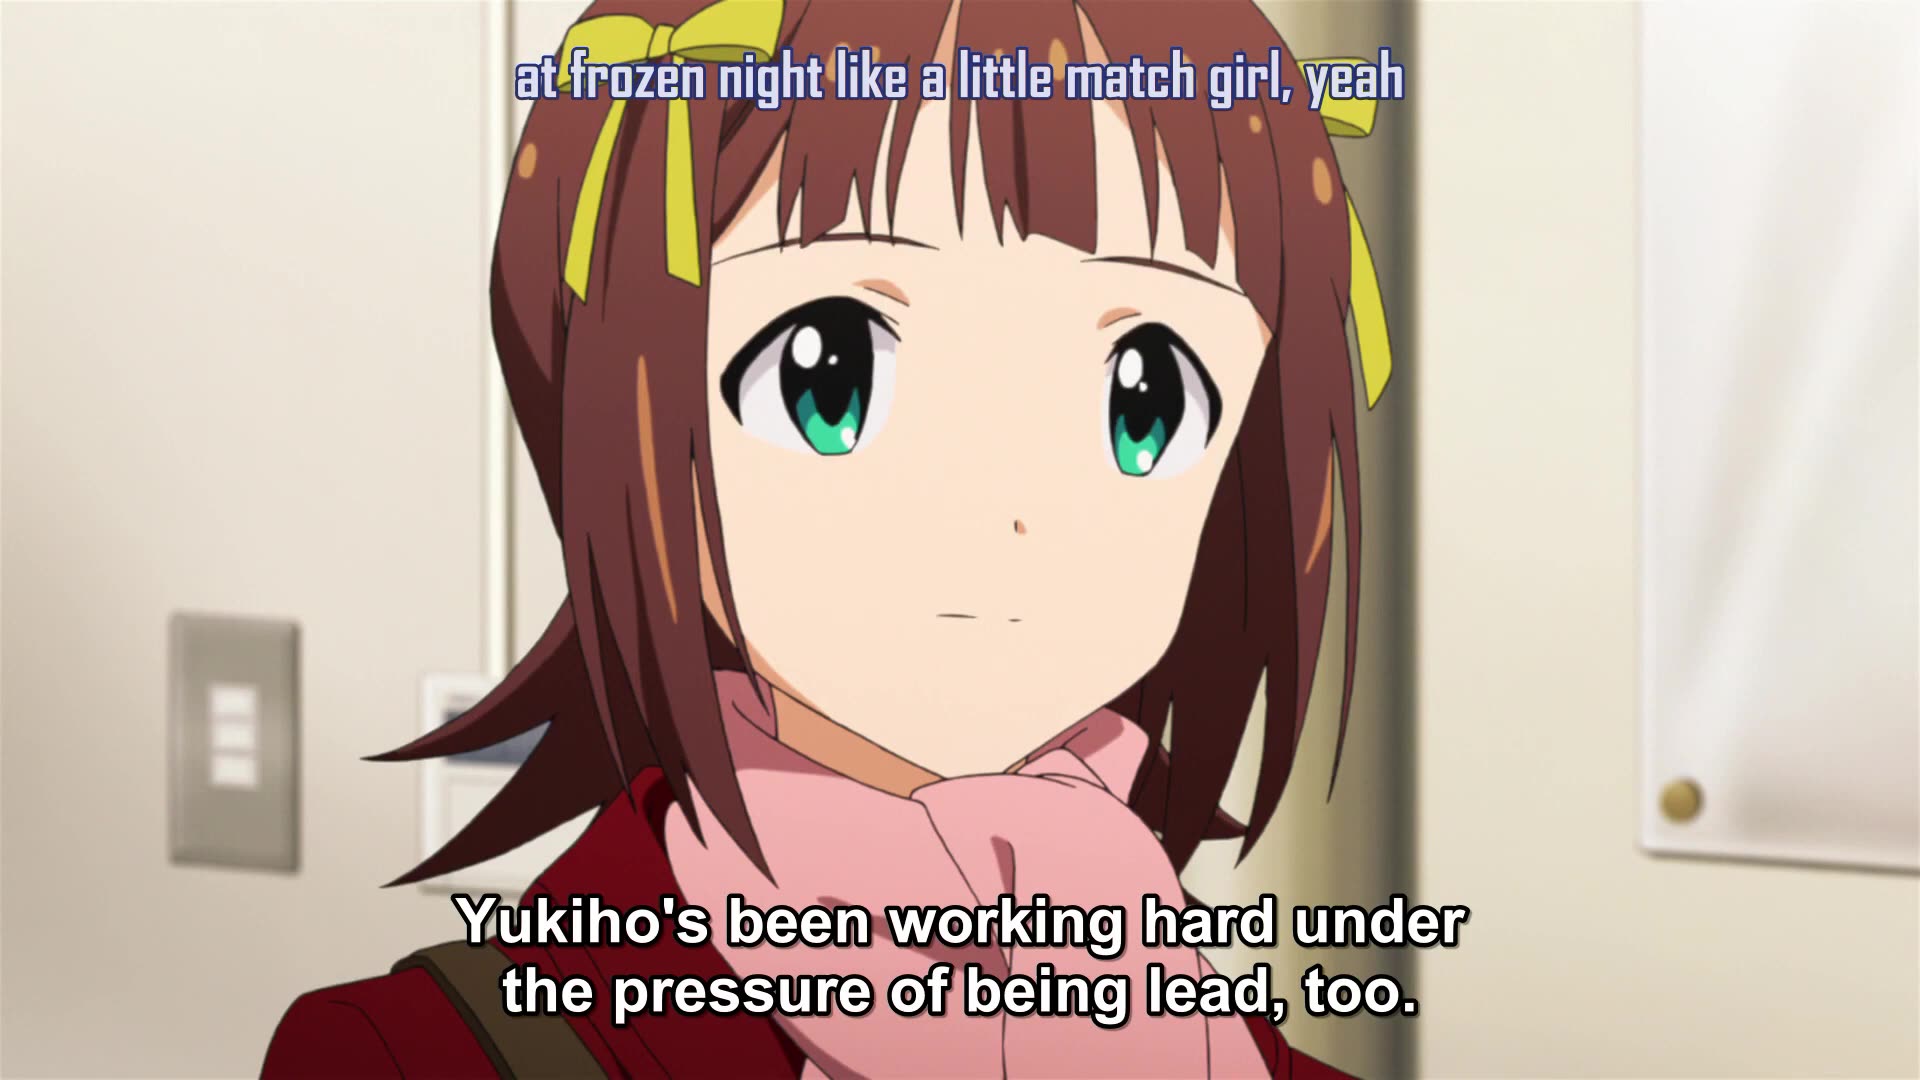 at frozen night like a little match girl, yeah
Yukiho's been working hard under
the pressure of being lead, too.